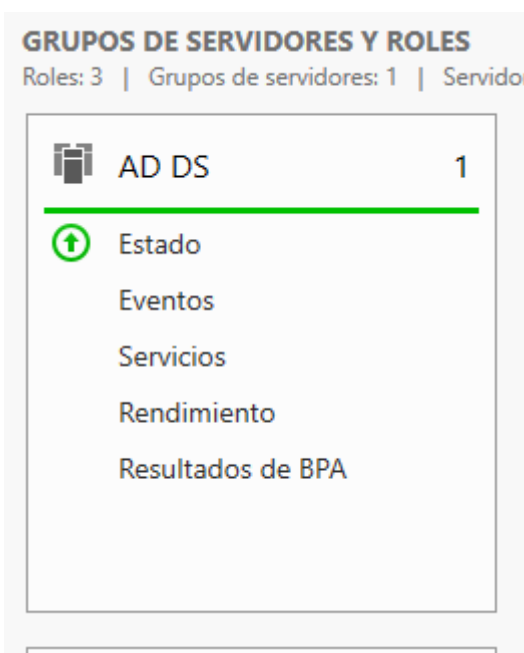 GRUPOS DE SERVIDORES Y ROLES
Roles: 3 | Grupos de servidores: 1 |
AD DS 1
Estado
Eventos
Servicios
Rendimiento
Resultados de BPA